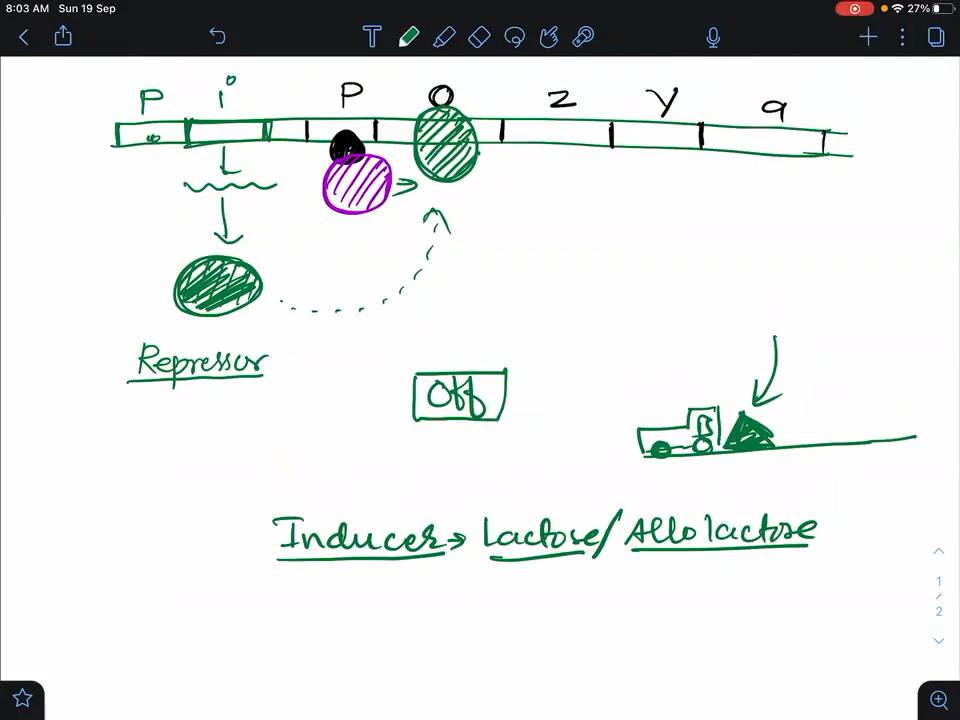 8:03 AM Sun 19 Sep 27%
T
P i° P O z y a
Repressor
Off
B
Inducer → Lactose/Allolactose
1
/
2